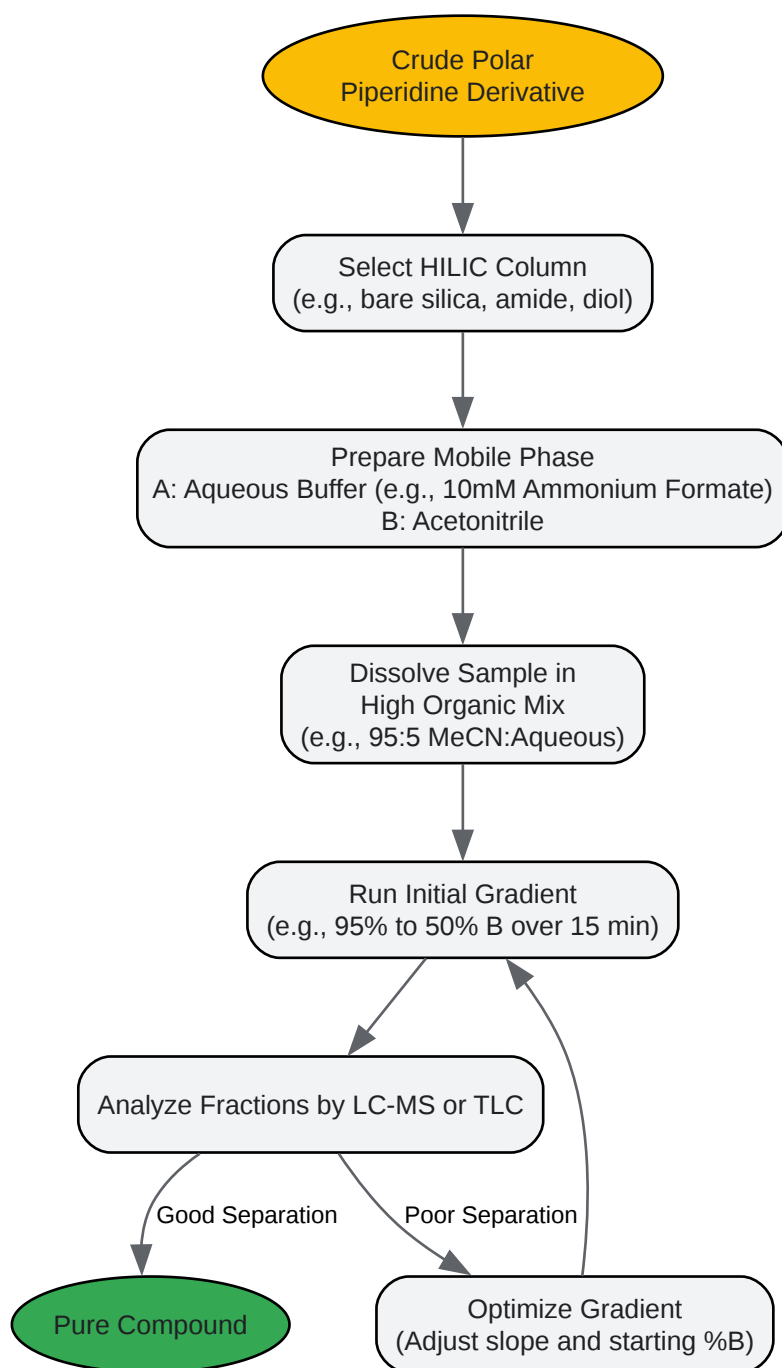 Crude Polar
Piperidine Derivative
Select HILIC Column
(e.g., bare silica, amide, diol)
Prepare Mobile Phase
A: Aqueous Buffer (e.g., 10mM Ammonium Formate)
B: Acetonitrile
Dissolve Sample in
High Organic Mix
(e.g., 95:5 MeCN:Aqueous)
Run Initial Gradient
(e.g., 95% to 50% B over 15 min)
Analyze Fractions by LC-MS or TLC
Good Separation
Poor Separation
Pure Compound
Optimize Gradient
(Adjust slope and starting %B)